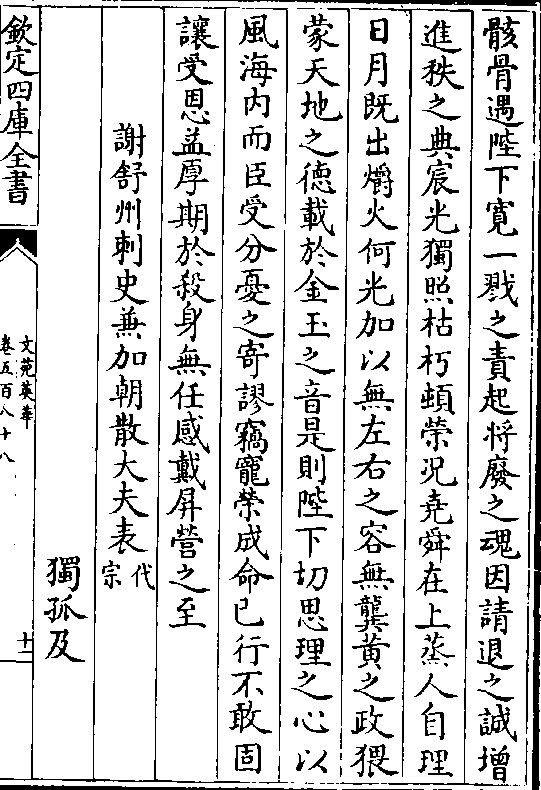 骸骨遇陛下寛一戮之責起將廢之魂因請退之誠增
進秩之典宸光獨照枯朽頓榮况堯舜在上蒸人自理
日月既出爝火何光加以無左右之容無龔黄之政猥
蒙天地之德載於金玉之音是則陛下切思理之心以
風海内而臣受分憂之寄謬竊寵榮成命已行不敢固
讓受恩益厚期於殺身無任感戴屏營之至
謝舒州刺史兼加朝散大夫表代宗
獨孤及
欽定四庫全書
文苑英華
卷五百八十八
十二